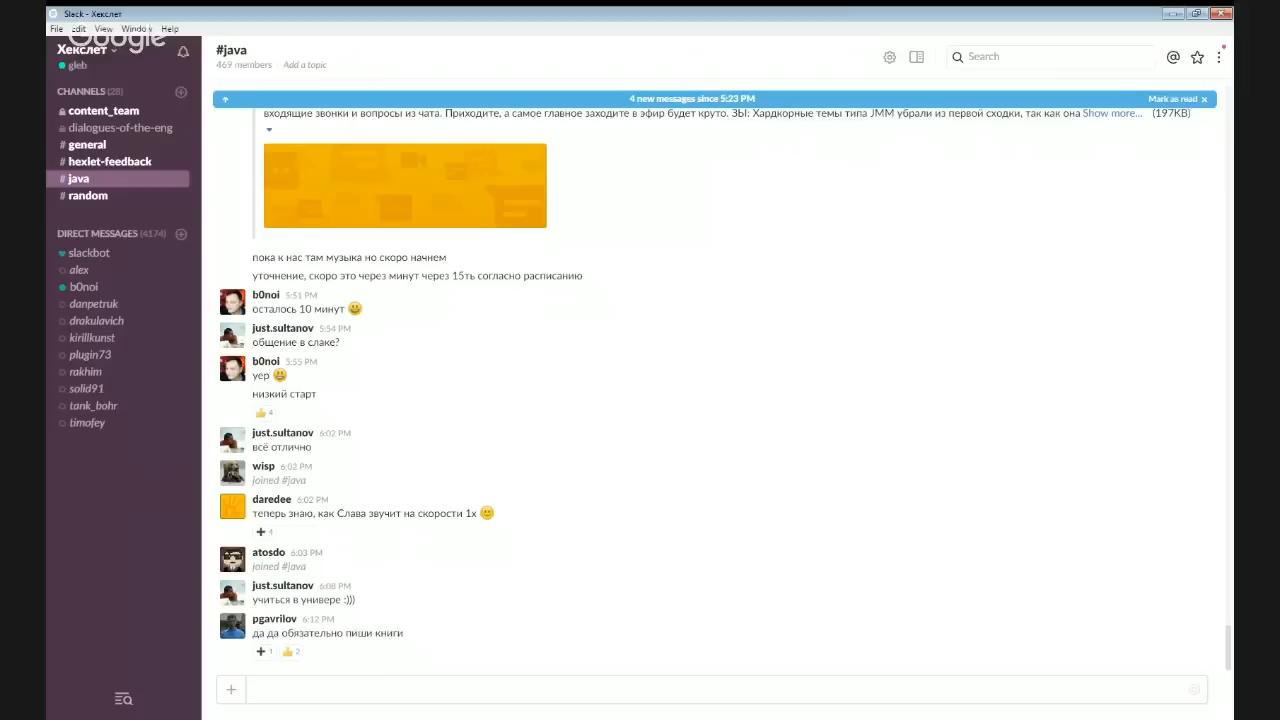 Slack - Хекслет
File Edit View Window Help
Google
Хекслет
gleb
CHANNELS (28)
content_team
dialogues-of-the-eng
# general
# hexlet-feedback
# java
# random
DIRECT MESSAGES (4174)
slackbot
alex
b0noi
danpetruk
drakulavich
kirillkunst
plugin73
rakhim
solid91
tank_bohr
timofey
#java
469 members Add a topic
Search
4 new messages since 5:23 PM
Mark as read
входящие звонки и вопросы из чата. Приходите, а самое главное заходите в эфир будет круто. ЗЫ: Хардкорные темы типа JMM убрали из первой сходки, так как она Show more... (197KB)
пока к нас там музыка но скоро начнем
уточнение, скоро это через минут через 15ть согласно расписанию
b0noi 5:51 PM
осталось 10 минут
just.sultanov 5:54 PM
общение в слаке?
b0noi 5:55 PM
yep
низкий старт
4
just.sultanov 6:02 PM
всё отлично
wisp 6:02 PM
joined #java
daredee 6:02 PM
теперь знаю, как Слава звучит на скорости 1x
4
atosdo 6:03 PM
joined #java
just.sultanov 6:08 PM
учиться в универе :)))
pgavrilov 6:12 PM
да да обязательно пиши книги
1 2